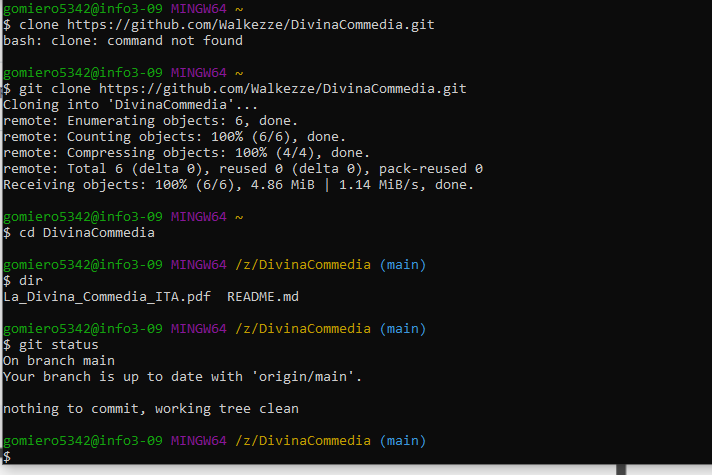 gomiero5342@info3-09 MINGW64 ~
$ clone https://github.com/Walkezze/DivinaCommedia.git
bash: clone: command not found
gomiero5342@info3-09 MINGW64 ~
$ git clone https://github.com/Walkezze/DivinaCommedia.git
Cloning into 'DivinaCommedia'...
remote: Enumerating objects: 6, done.
remote: Counting objects: 100% (6/6), done.
remote: Compressing objects: 100% (4/4), done.
remote: Total 6 (delta 0), reused 0 (delta 0), pack-reused 0
Receiving objects: 100% (6/6), 4.86 MiB | 1.14 MiB/s, done.
gomiero5342@info3-09 MINGW64 ~
$ cd DivinaCommedia
gomiero5342@info3-09 MINGW64 /z/DivinaCommedia (main)
$ dir
La_Divina_Commedia_ITA.pdf  README.md
gomiero5342@info3-09 MINGW64 /z/DivinaCommedia (main)
$ git status
On branch main
Your branch is up to date with 'origin/main'.
nothing to commit, working tree clean
gomiero5342@info3-09 MINGW64 /z/DivinaCommedia (main)
$